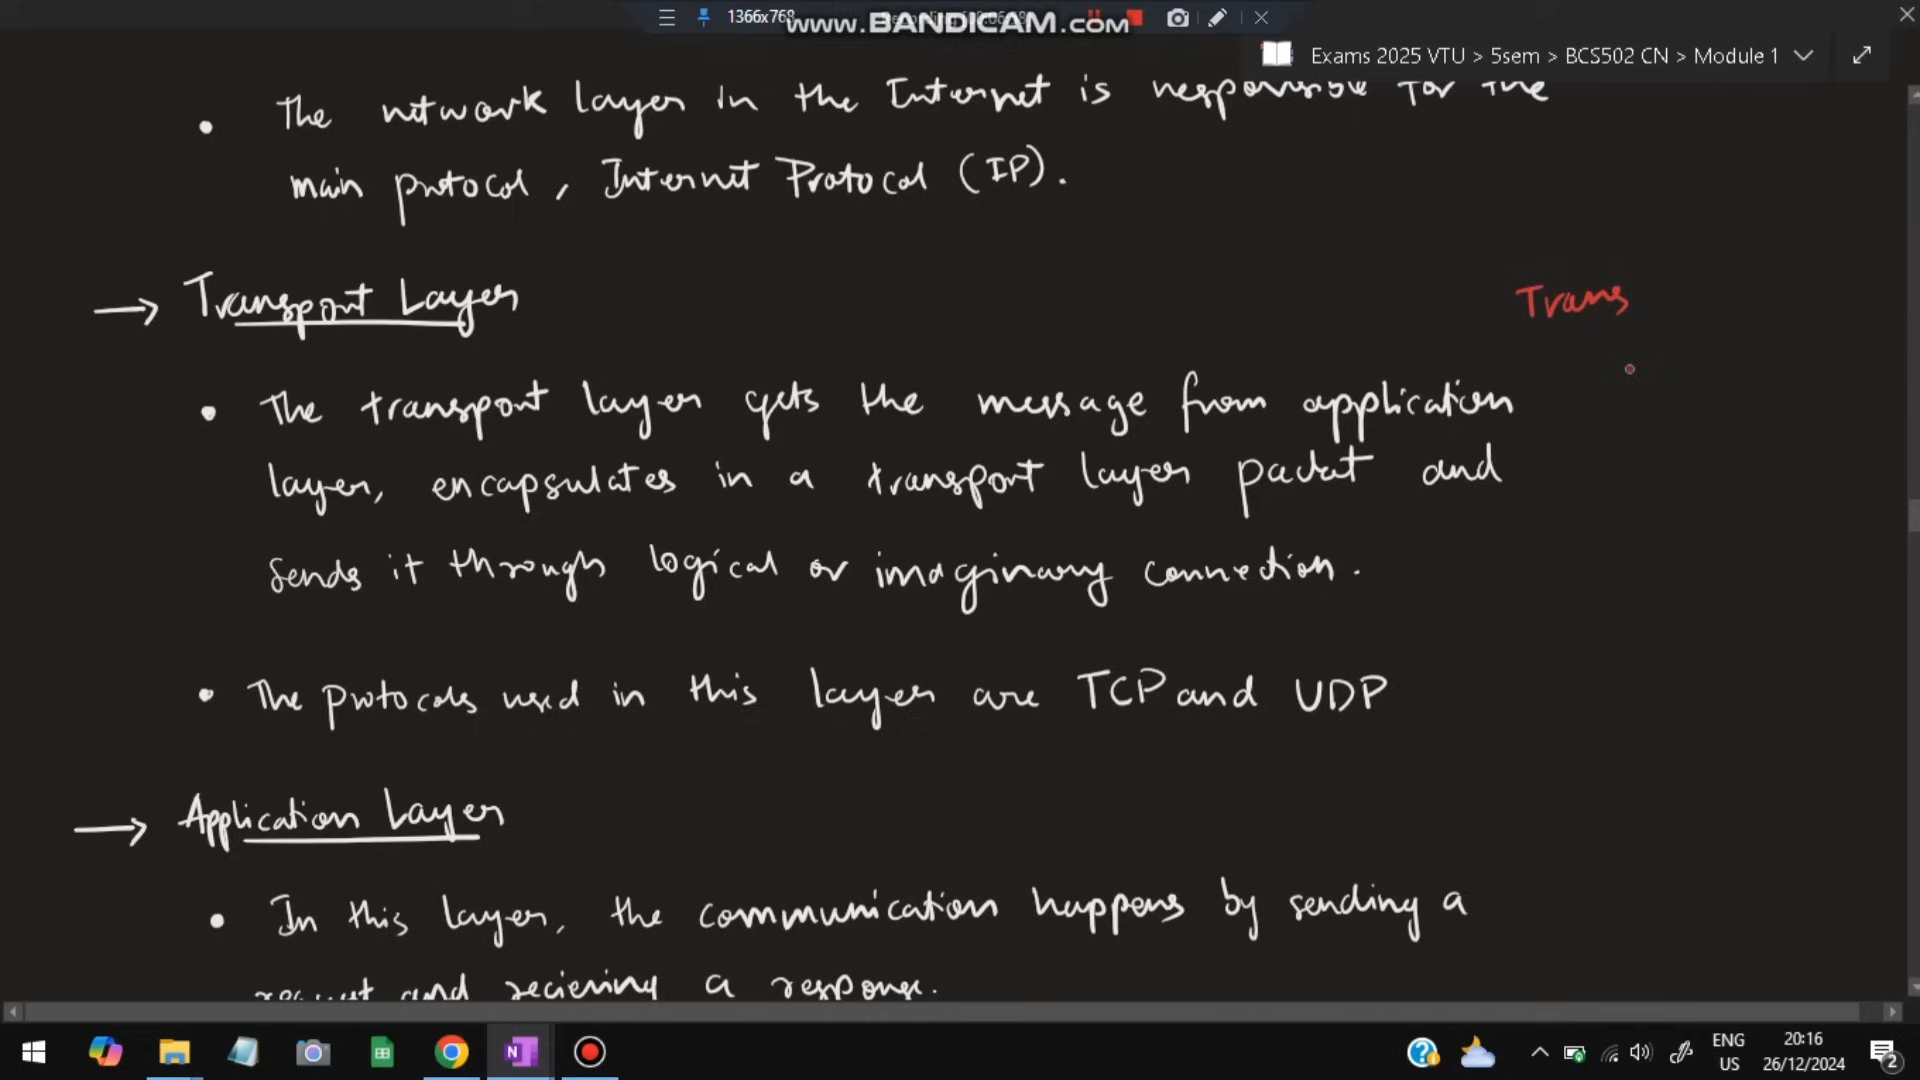 1366x768
www.BANDICAM.com
Exams 2025 VTU > 5sem > BCS502 CN > Module 1
• The network layer in the Internet is responsible for the
main protocol, Internet Protocol (IP).
→ Transport Layer
Trans
• The transport layer gets the message from application
layer, encapsulates in a transport layer packet and
sends it through logical or imaginary connection.
• The protocols used in this layer are TCP and UDP
→ Application Layer
• In this layer, the communication happens by sending a
request and recieving a response.
ENG
US
20:16
26/12/2024
2